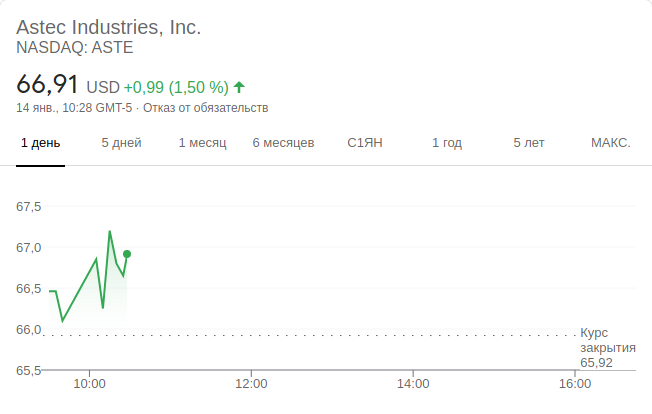 Astec Industries, Inc.
NASDAQ: ASTE
66,91 USD +0,99 (1,50 %)
14 янв., 10:28 GMT-5 · Отказ от обязательств
1 день 5 дней 1 месяц 6 месяцев С1ЯН 1 год 5 лет МАКС.
67,5
67,0
66,5
66,0
Курс
закрытия
65,92
65,5
10:00 12:00 14:00 16:00